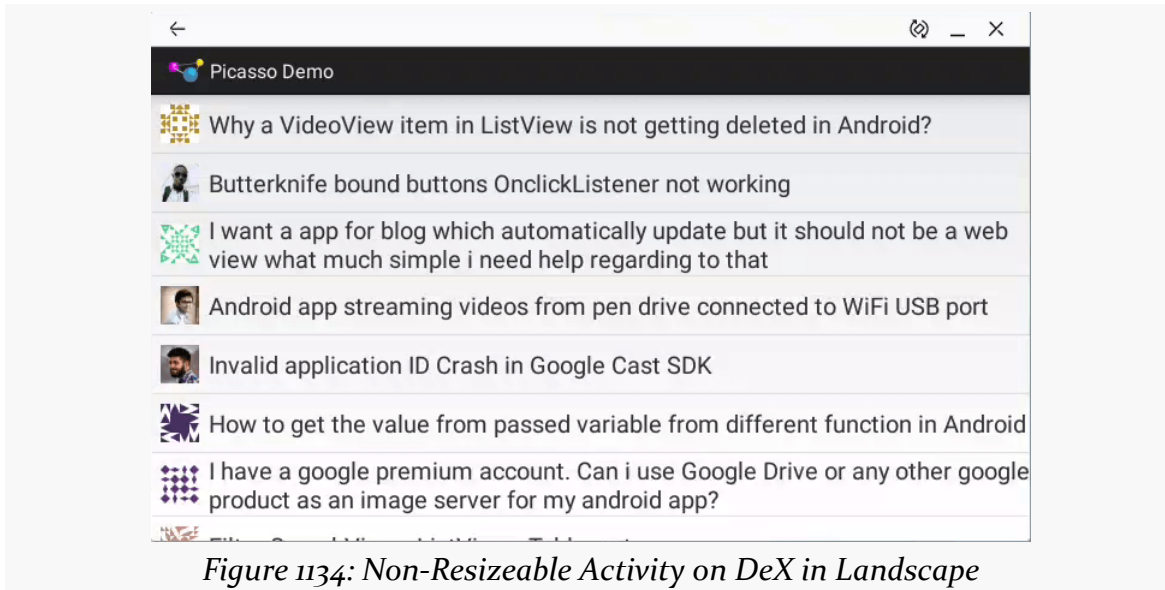 Picasso Demo
Why a VideoView item in ListView is not getting deleted in Android?
Butterknife bound buttons OnclickListener not working
I want a app for blog which automatically update but it should not be a web
view what much simple i need help regarding to that
Android app streaming videos from pen drive connected to WiFi USB port
Invalid application ID Crash in Google Cast SDK
How to get the value from passed variable from different function in Android
I have a google premium account. Can i use Google Drive or any other google
product as an image server for my android app?
Figure 1134: Non-Resizeable Activity on DeX in Landscape